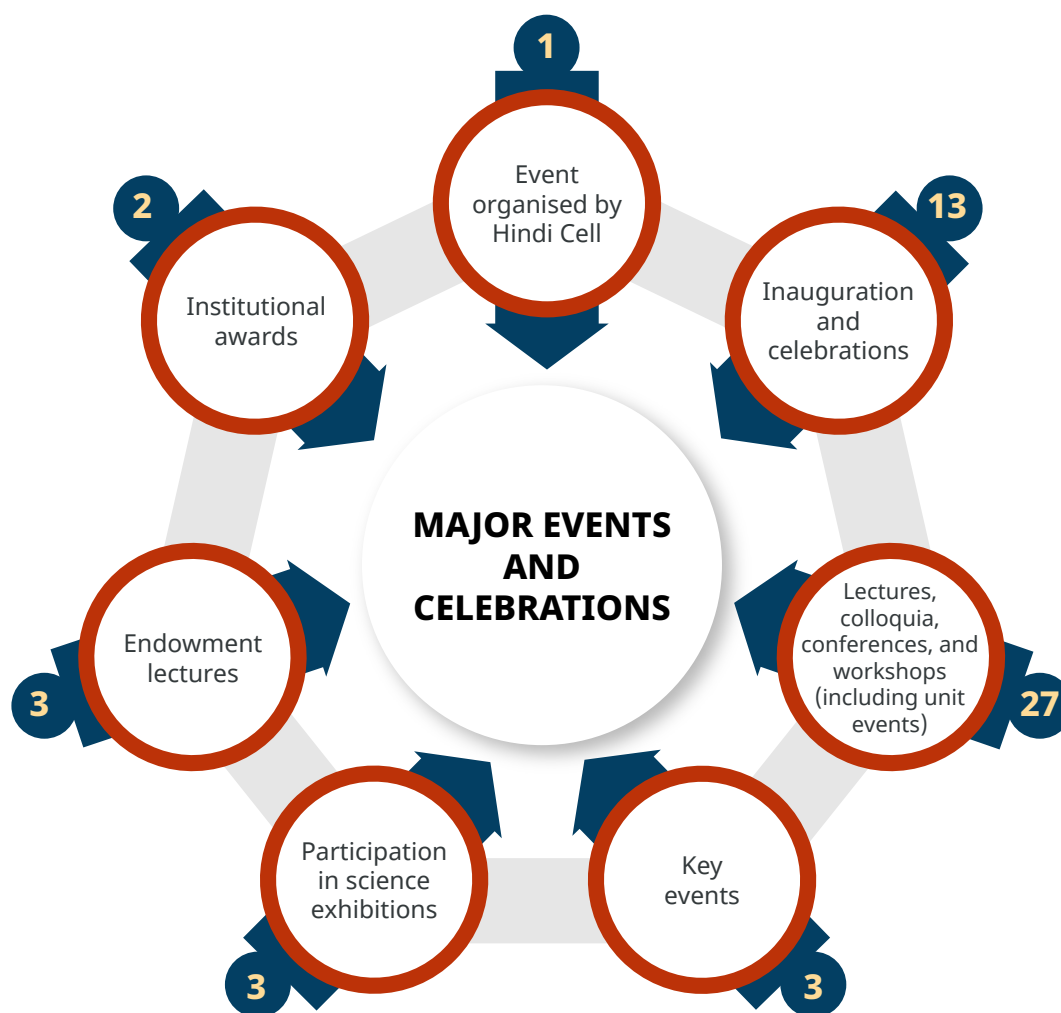 1
Event
organised by
Hindi Cell
13
Inauguration
and
celebrations
27
Lectures,
colloquia,
conferences, and
workshops
(including unit
events)
3
Key
events
3
Participation
in science
exhibitions
3
Endowment
lectures
2
Institutional
awards
MAJOR EVENTS
AND
CELEBRATIONS